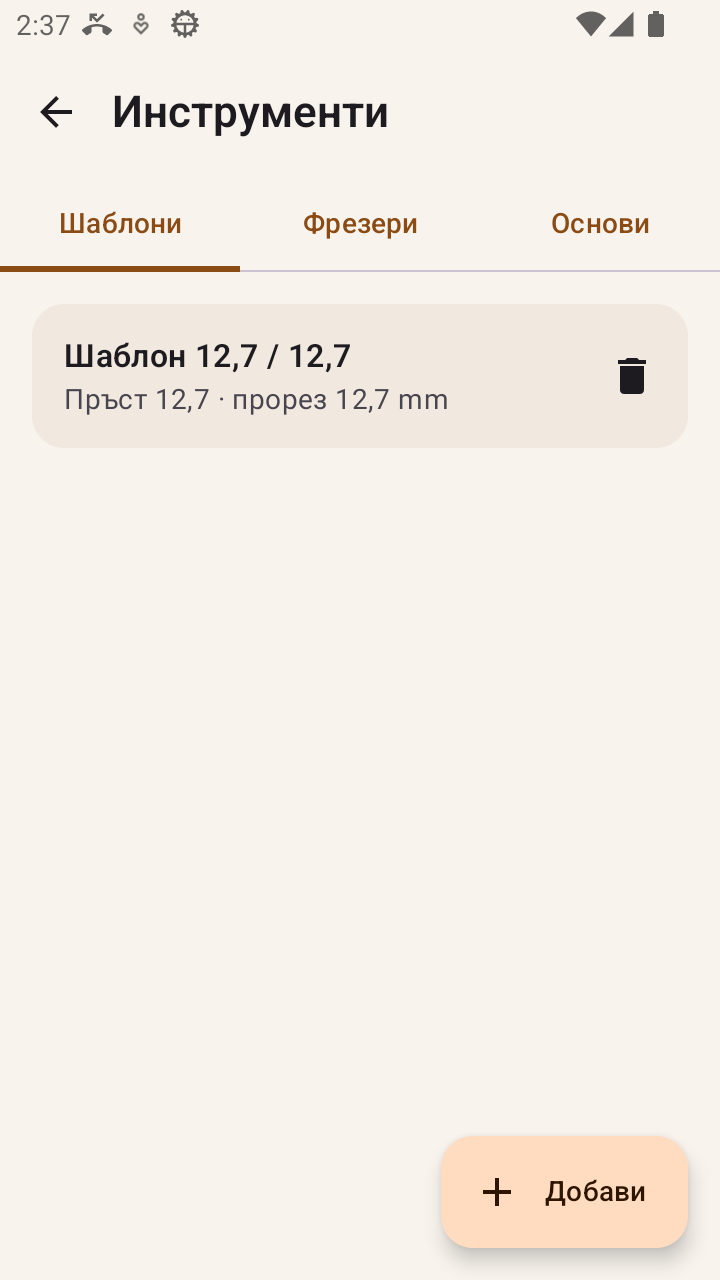 2:37
Инструменти
Шаблони
Фрезери
Основи
Шаблон 12,7 / 12,7
Пръст 12,7 · прорез 12,7 mm
Добави